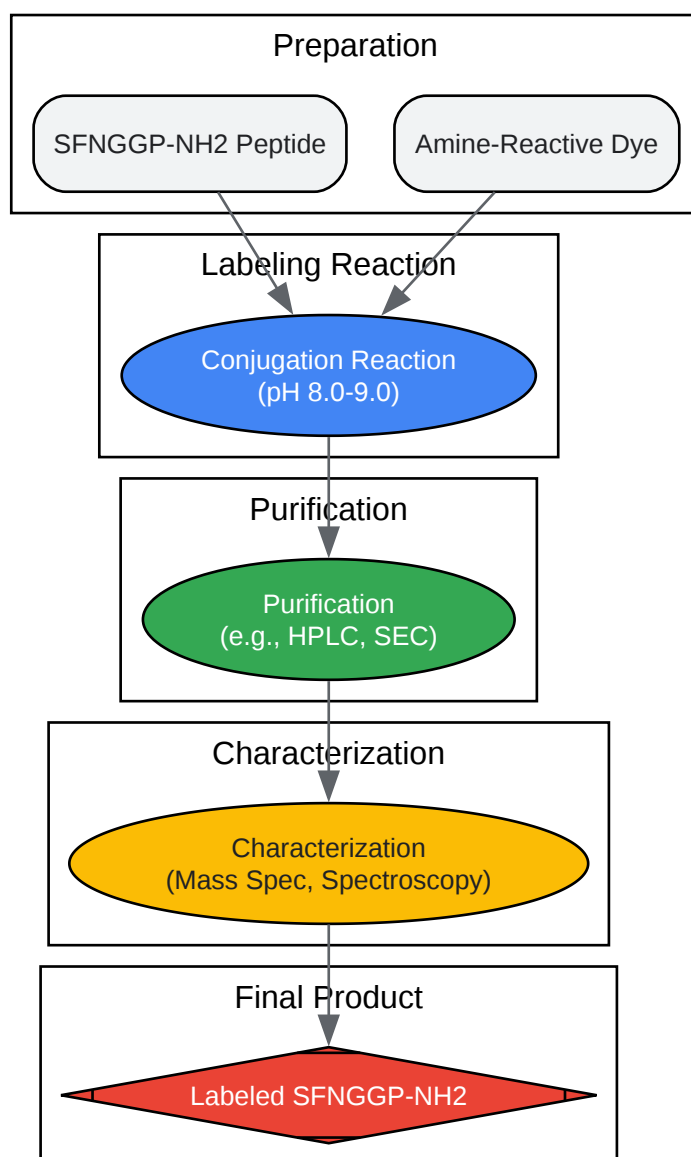 Preparation
SFNGGP-NH2 Peptide
Amine-Reactive Dye
Labeling Reaction
Conjugation Reaction
(pH 8.0-9.0)
Purification
Purification
(e.g., HPLC, SEC)
Characterization
Characterization
(Mass Spec, Spectroscopy)
Final Product
Labeled SFNGGP-NH2